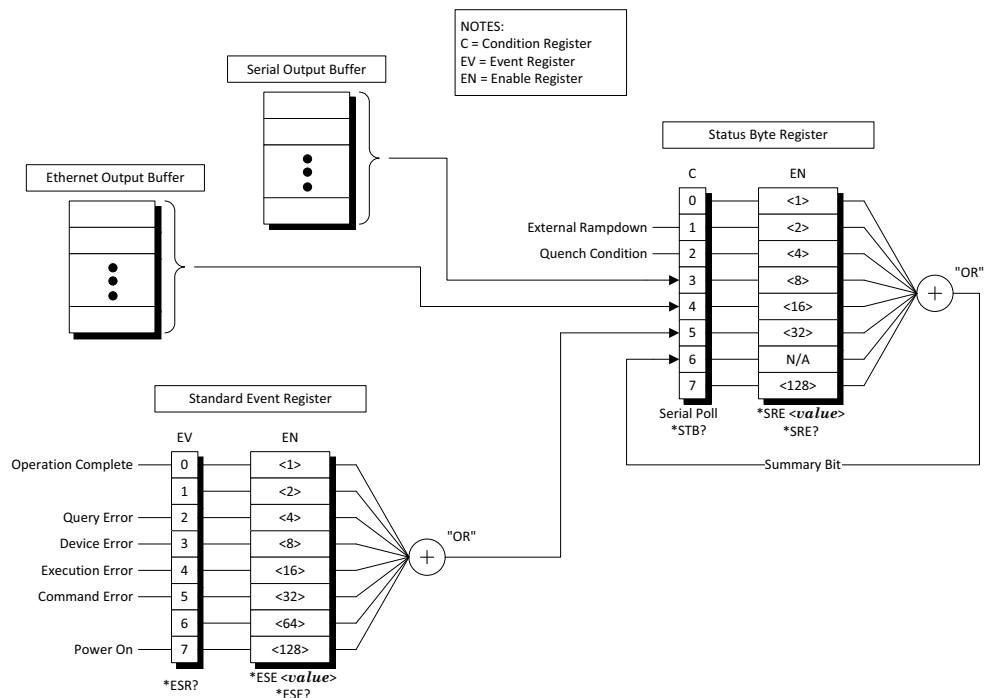 NOTES:
C = Condition Register
EV = Event Register
EN = Enable Register
Serial Output Buffer
Ethernet Output Buffer
Status Byte Register
C
EN
0
<1>
External Rampdown
1
<2>
Quench Condition
2
<4>
3
<8>
4
<16>
5
<32>
6
N/A
7
<128>
"OR"
+
Serial Poll
*STB?
*SRE <value>
*SRE?
Summary Bit
Standard Event Register
EV
EN
Operation Complete
0
<1>
1
<2>
Query Error
2
<4>
Device Error
3
<8>
Execution Error
4
<16>
Command Error
5
<32>
6
<64>
Power On
7
<128>
"OR"
+
*ESR?
*ESE <value>
*ESE?